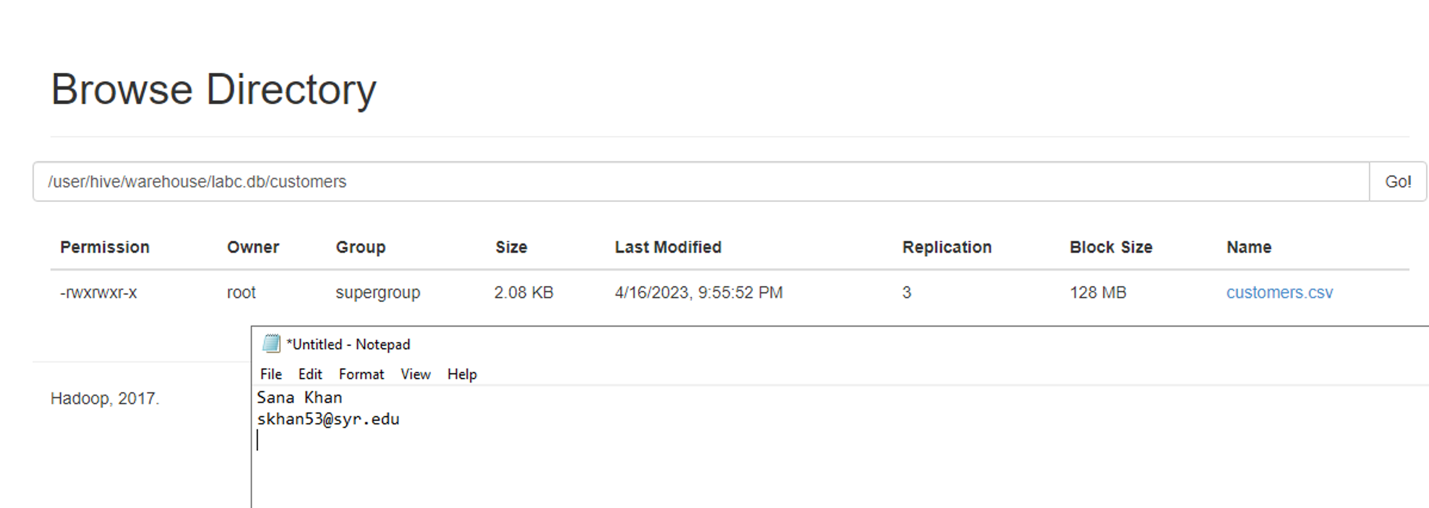 Browse Directory
/user/hive/warehouse/labc.db/customers Go!
Permission Owner Group Size Last Modified Replication Block Size Name
-rwxrwxr-x root supergroup 2.08 KB 4/16/2023, 9:55:52 PM 3 128 MB customers.csv
*Untitled - Notepad
File Edit Format View Help
Hadoop, 2017.
Sana Khan
skhan53@syr.edu